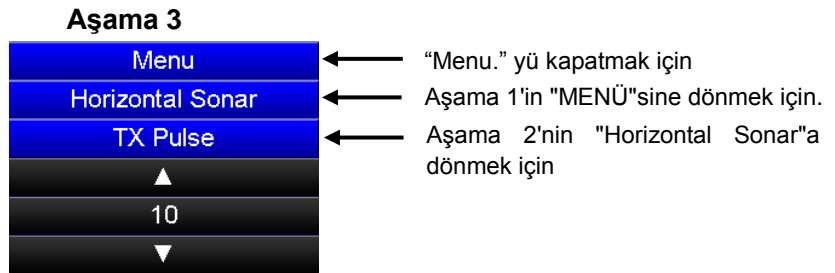 Aşama 3
Menu
“Menu.” yü kapatmak için
Horizontal Sonar
Aşama 1'in "MENÜ"sine dönmek için.
TX Pulse
Aşama 2'nin "Horizontal Sonar"a
dönmek için
▲
10
▼